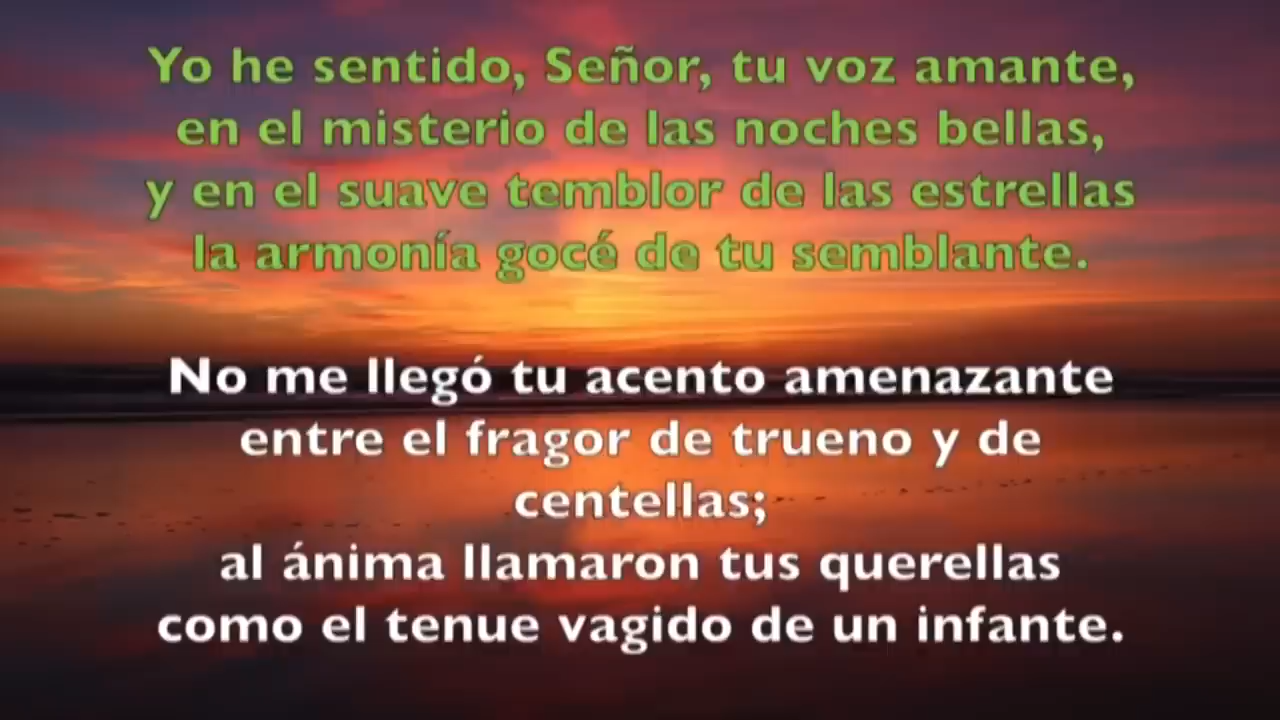 Yo he sentido, Señor, tu voz amante,
en el misterio de las noches bellas,
y en el suave temblor de las estrellas
la armonía gocé de tu semblante.
No me llegó tu acento amenazante
entre el fragor de trueno y de
centellas;
al ánima llamaron tus querellas
como el tenue vagido de un infante.